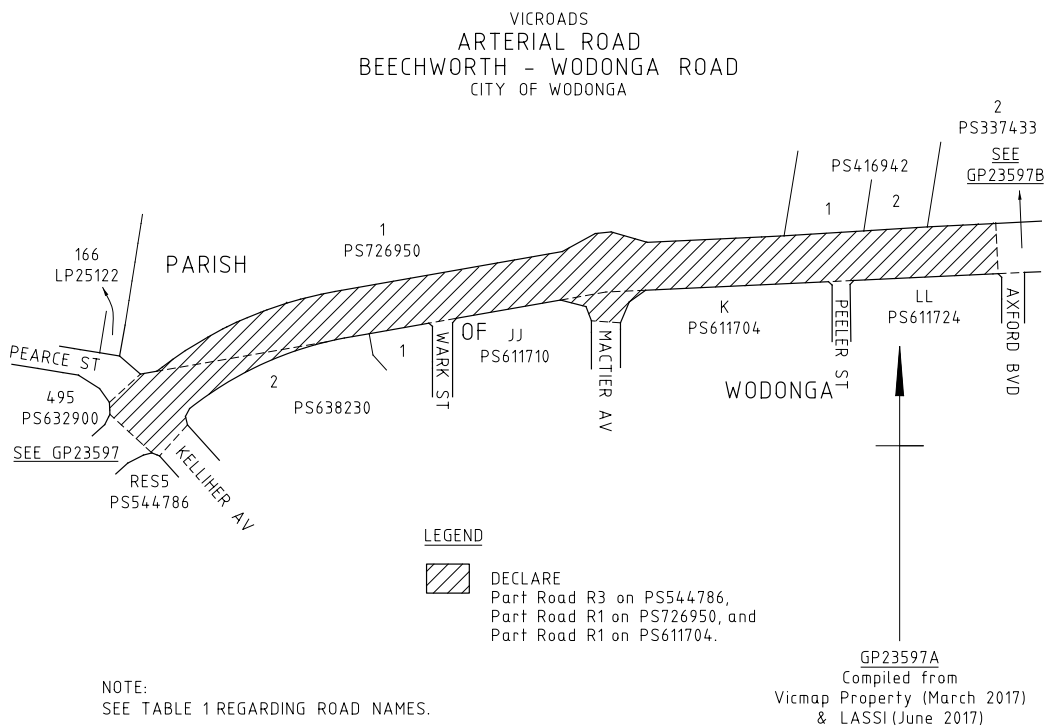 VICROADS
ARTERIAL ROAD
BEECHWORTH - WODONGA ROAD
CITY OF WODONGA
2
PS337433
SEE
GP23597B
PS416942
1
2
1
PS726950
166
LP25122
PARISH
PEARCE ST
495
PS632900
SEE GP23597
RES5
PS544786
KELLIHER AV
2
PS638230
1
WARK ST
OF
JJ
PS611710
MACTIER AV
K
PS611704
WODONGA
PEELER ST
LL
PS611724
AXFORD BVD
LEGEND
DECLARE
Part Road R3 on PS544786,
Part Road R1 on PS726950, and
Part Road R1 on PS611704.
NOTE:
SEE TABLE 1 REGARDING ROAD NAMES.
GP23597A
Compiled from
Vicmap Property (March 2017)
& LASSI (June 2017)